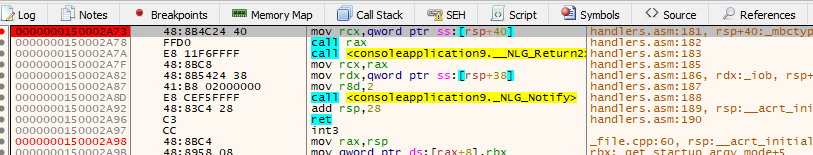 Log Notes Breakpoints Memory Map Call Stack SEH Script Symbols Source References
0000000150002A73 48:8B4C24 40 mov rcx,qword ptr ss:[rsp+40] handlers.asm:181, rsp+40:_mbctyp
0000000150002A78 FFD0 call rax handlers.asm:182
0000000150002A7A E8 11F6FFFF call <consoleapplication9.__NLG_Return2> handlers.asm:183
0000000150002A7F 48:8BC8 mov rcx,rax handlers.asm:185
0000000150002A82 48:8B5424 38 mov rdx,qword ptr ss:[rsp+38] handlers.asm:186, rdx:_iob, rsp+
0000000150002A87 41:B8 02000000 mov r8d,2 handlers.asm:187
0000000150002A8D E8 CEF5FFFF call <consoleapplication9._NLG_Notify> handlers.asm:188
0000000150002A92 48:83C4 28 add rsp,28 handlers.asm:189, rsp:__acrt_ini
0000000150002A96 C3 ret handlers.asm:190
0000000150002A97 CC int3
0000000150002A98 48:8BC4 mov rax,rsp _file.cpp:60, rsp:__acrt_initia
0000000150002A9B 48:8958 08 mov qword ptr ds:[rax+8],rbx rbx:_get_startup_argv_mode+5